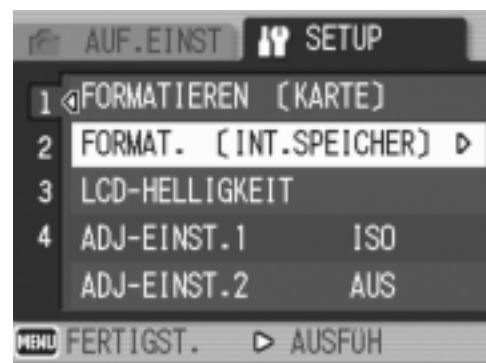 AUF.EINST SETUP
1 FORMATIEREN [KARTE]
2 FORMAT. [INT.SPEICHER]
3 LCD-HELLIGKEIT
4 ADJ-EINST.1 ISO
ADJ-EINST.2 AUS
MENU FERTIGST. AUSFÜH